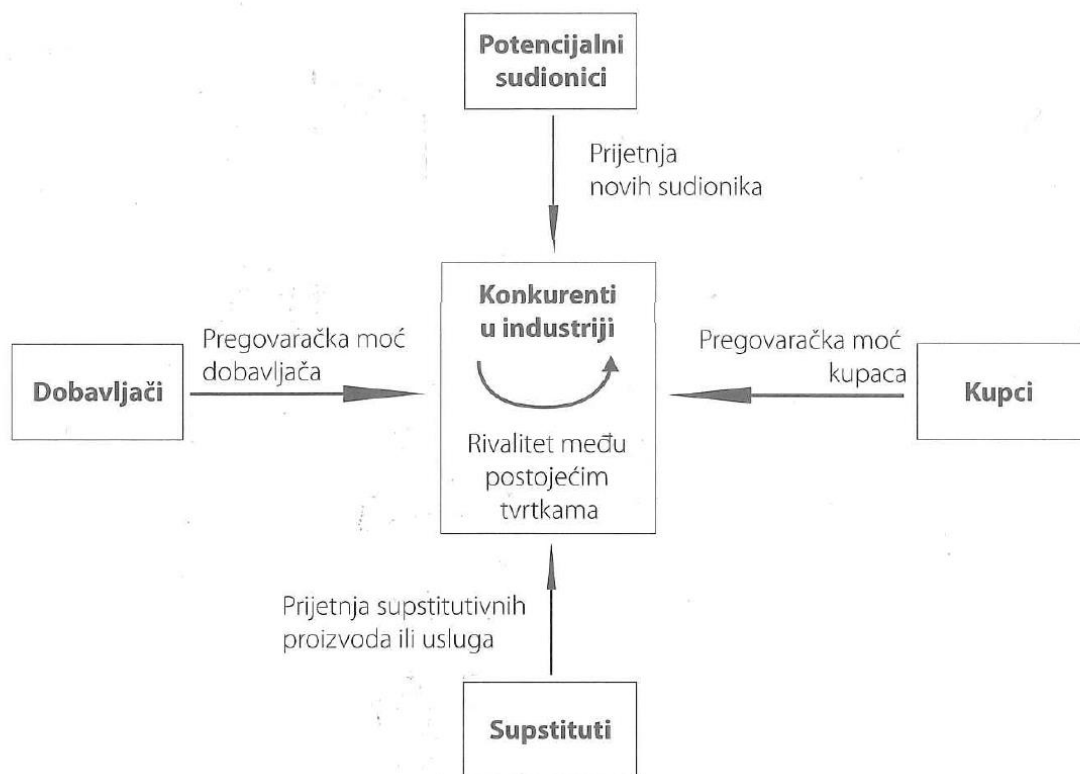 Potencijalni
sudionici
Prijetnja
novih sudionika
Konkurenti
u industriji
Pregovaračka moć
dobavljača
Pregovaračka moć
kupaca
Dobavljači
Kupci
Rivalitet među
postojećim
tvrtkama
Prijetnja supstitutivnih
proizvoda ili usluga
Supstituti